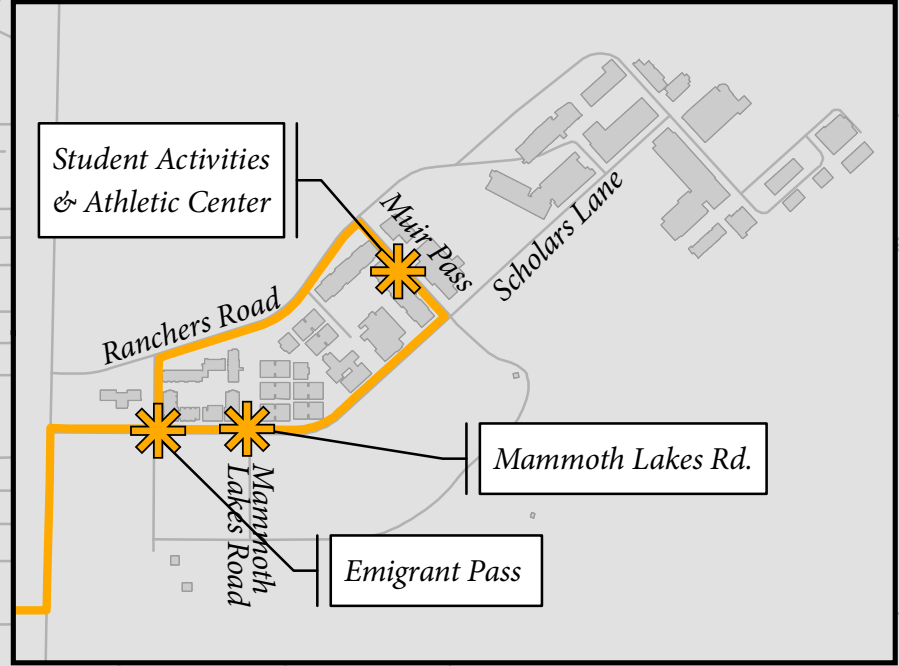 Student Activities
& Athletic Center
Muir Pass
Scholars Lane
Ranchers Road
Mammoth Lakes Rd.
Mammoth
Lakes Road
Emigrant Pass